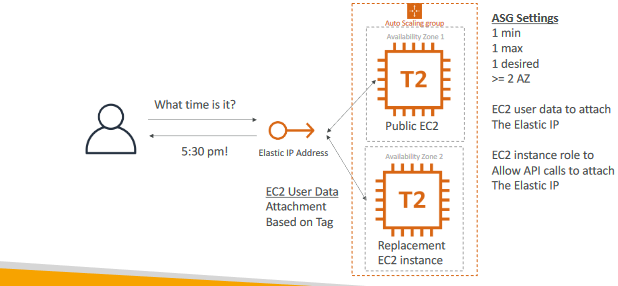 Auto Scaling group
Availability Zone 1
T2
Public EC2
Availability Zone 2
T2
Replacement
EC2 instance
What time is it?
5:30 pm!
Elastic IP Address
EC2 User Data
Attachment
Based on Tag
ASG Settings
1 min
1 max
1 desired
>= 2 AZ
EC2 user data to attach
The Elastic IP
EC2 instance role to
Allow API calls to attach
The Elastic IP